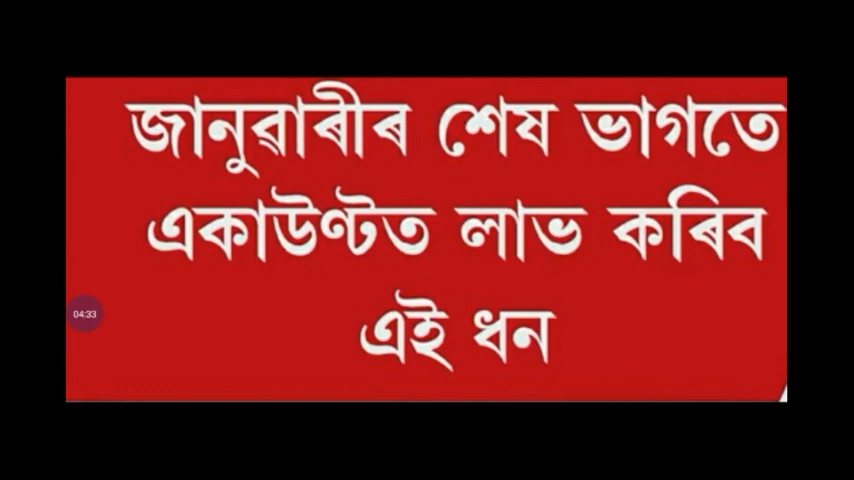 জানুৱাৰীৰ শেষ ভাগতে
একাউণ্টত লাভ কৰিব
04:33
এই ধন